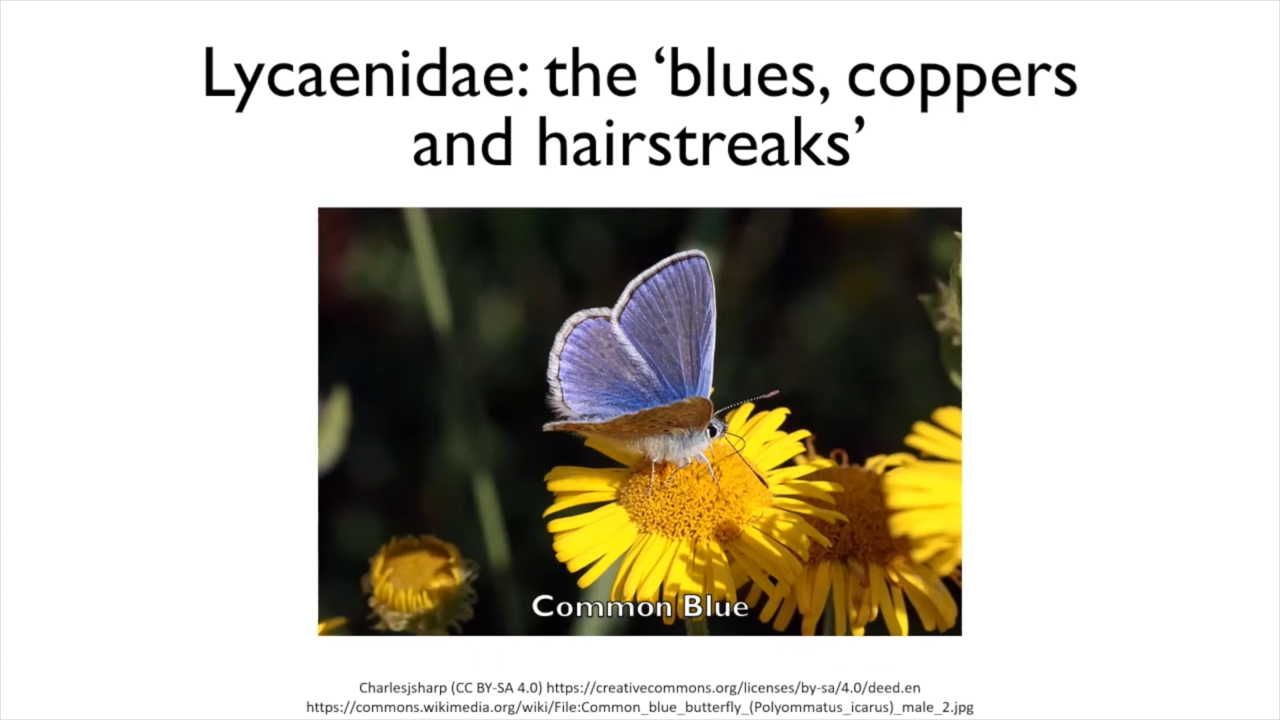 Lycaenidae: the ‘blues, coppers
and hairstreaks’
Common Blue
Charlesjsharp (CC BY-SA 4.0) https://creativecommons.org/licenses/by-sa/4.0/deed.en
https://commons.wikimedia.org/wiki/File:Common_blue_butterfly_(Polyommatus_icarus)_male_2.jpg